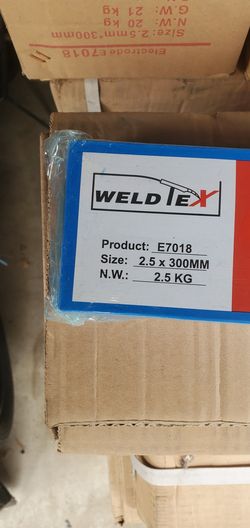 G.W: 21 kg
N.W: 20 kg
Size:2.5mm*300mm
Electrode E7018
WELDTEX
Product: E7018
Size: 2.5 x 300MM
N.W.: 2.5 KG